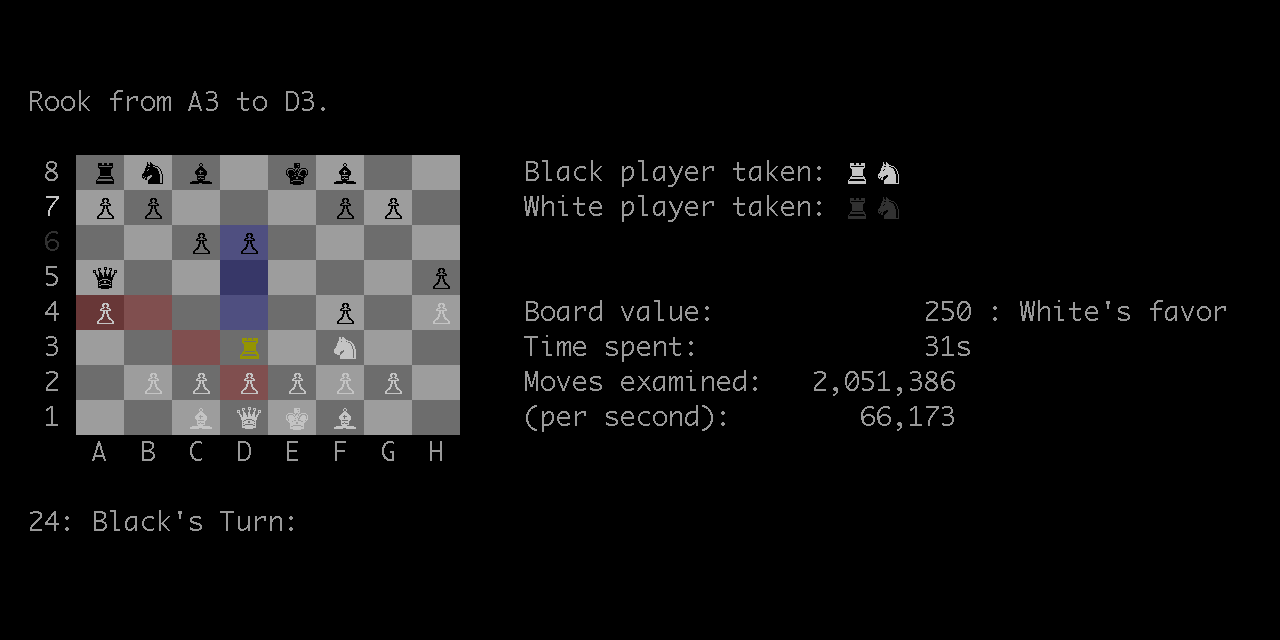 Rook from A3 to D3.
8 Black player taken:
7 White player taken:
6
5
4 Board value: 250 : White's favor
3 Time spent: 31s
2 Moves examined: 2,051,386
1 (per second): 66,173
A B C D E F G H
24: Black's Turn: